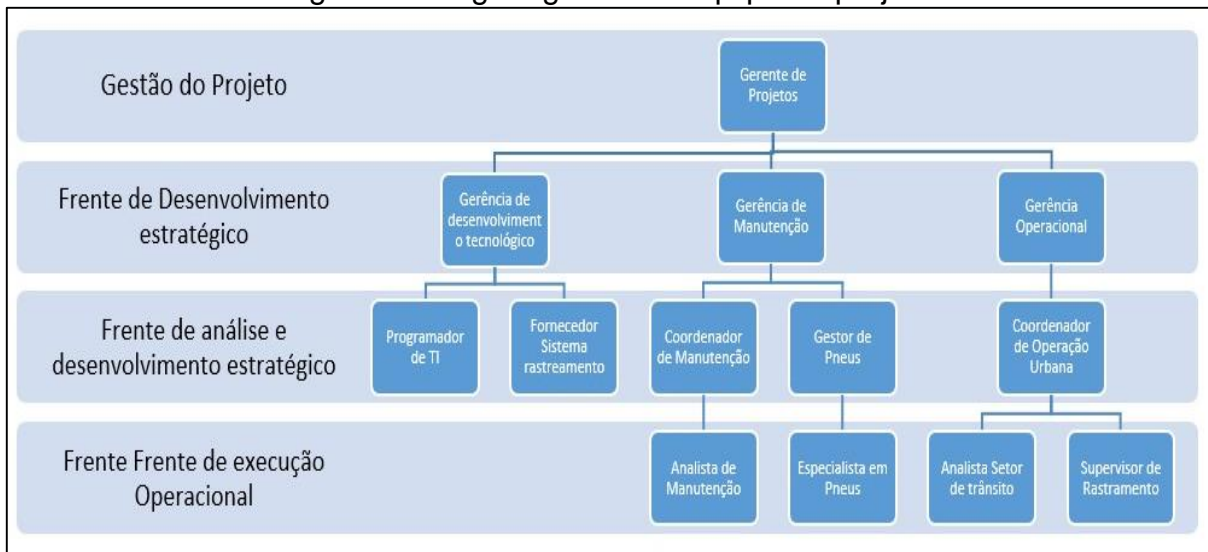 Gestão do Projeto
Gerente de
Projetos
Frente de Desenvolvimento
estratégico
Gerência de
desenvolviment
o tecnológico
Gerência de
Manutenção
Gerência
Operacional
Frente de análise e
desenvolvimento estratégico
Programador
de TI
Fornecedor
Sistema
rastreamento
Coordenador
de Manutenção
Gestor de
Pneus
Coordenador
de Operação
Urbana
Frente Frente de execução
Operacional
Analista de
Manutenção
Especialista em
Pneus
Analista Setor
de trânsito
Supervisor de
Rastramento